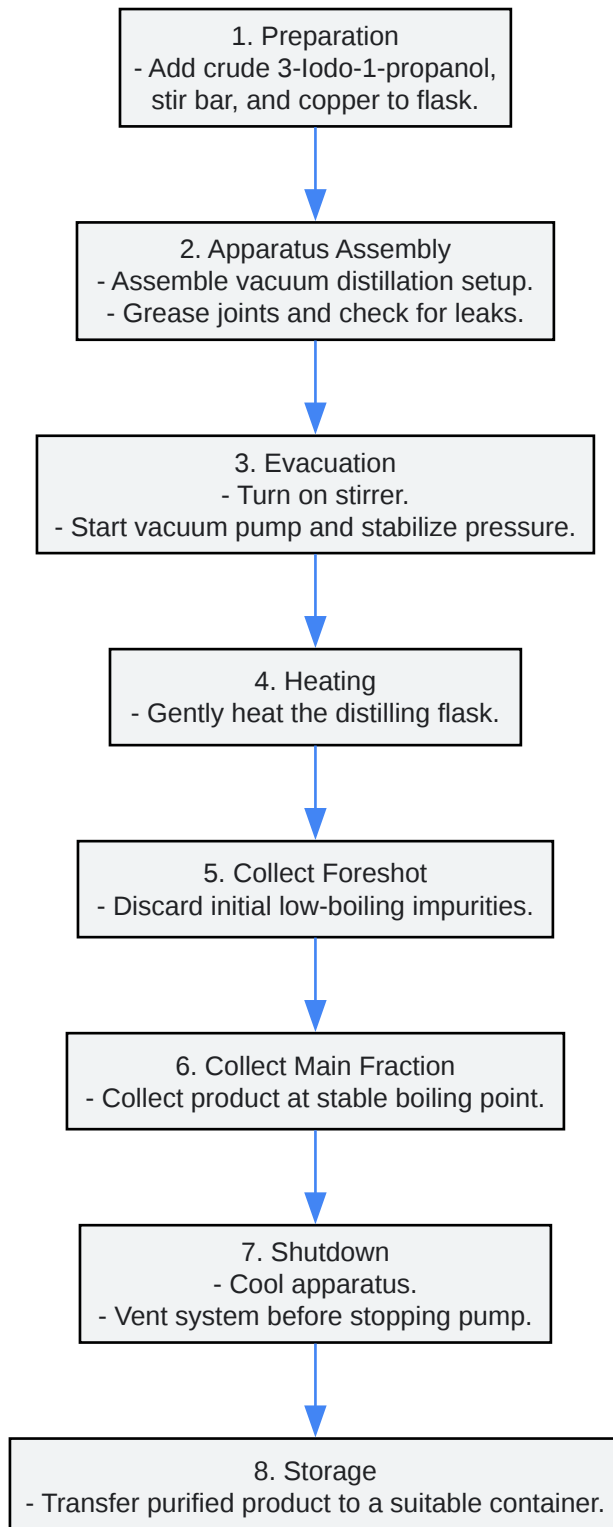 1. Preparation
- Add crude 3-Iodo-1-propanol,
stir bar, and copper to flask.
2. Apparatus Assembly
- Assemble vacuum distillation setup.
- Grease joints and check for leaks.
3. Evacuation
- Turn on stirrer.
- Start vacuum pump and stabilize pressure.
4. Heating
- Gently heat the distilling flask.
5. Collect Foreshot
- Discard initial low-boiling impurities.
6. Collect Main Fraction
- Collect product at stable boiling point.
7. Shutdown
- Cool apparatus.
- Vent system before stopping pump.
8. Storage
- Transfer purified product to a suitable container.